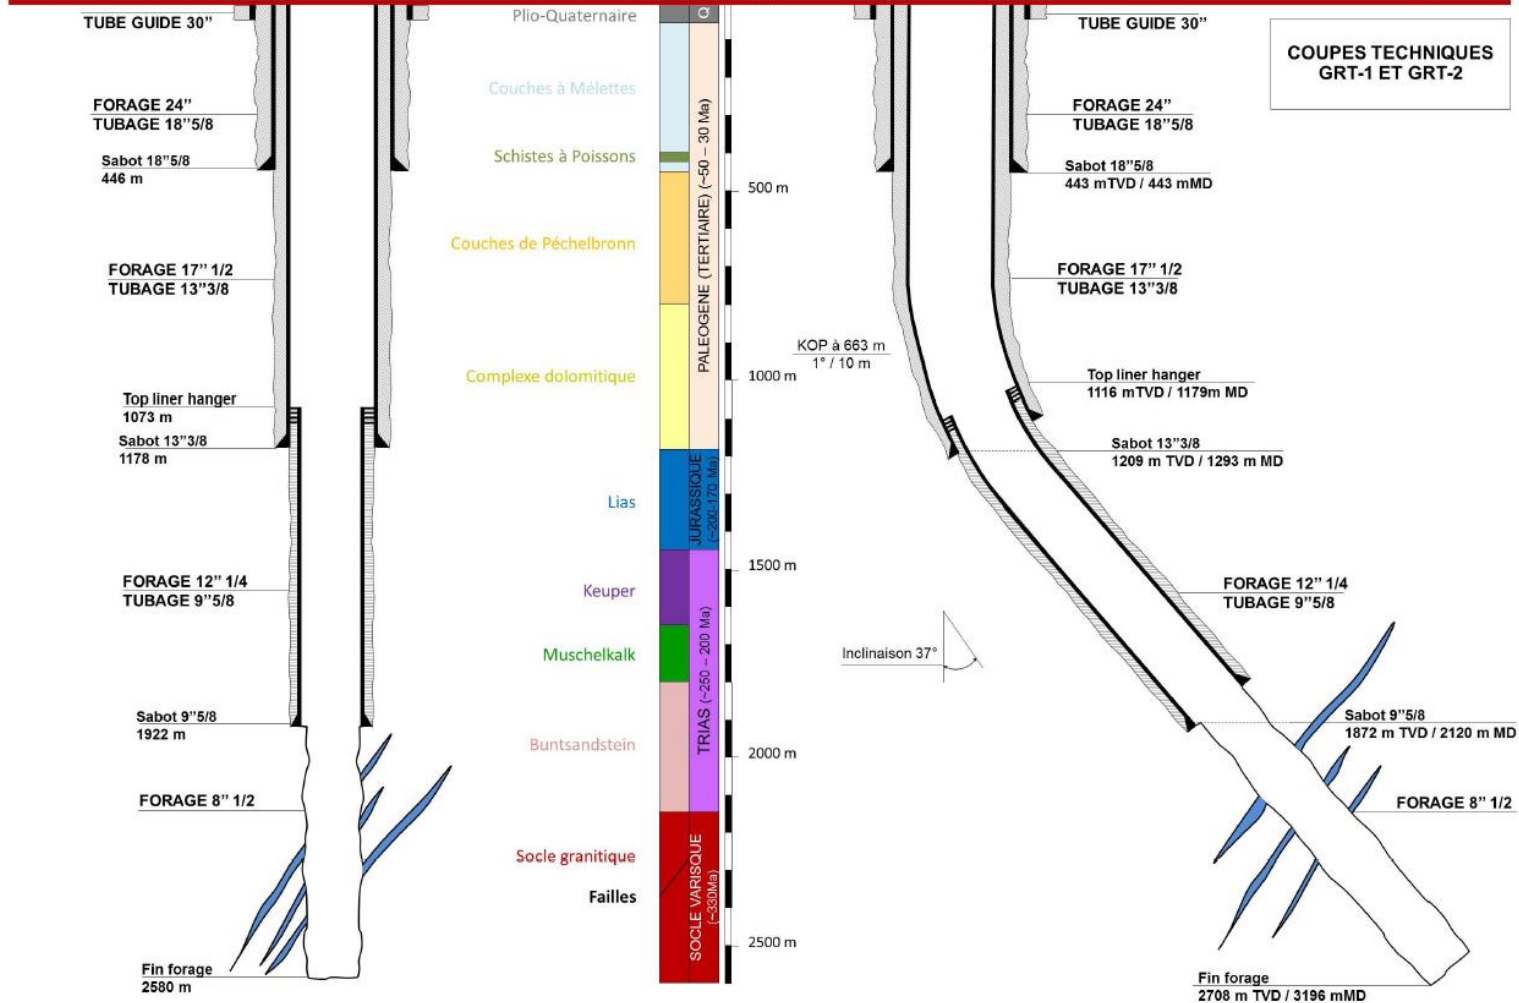 TUBE GUIDE 30”
FORAGE 24”
TUBAGE 18”5/8
Sabot 18”5/8
446 m
FORAGE 17” 1/2
TUBAGE 13”3/8
Top liner hanger
1073 m
Sabot 13”3/8
1178 m
FORAGE 12” 1/4
TUBAGE 9”5/8
Sabot 9”5/8
1922 m
FORAGE 8” 1/2
Fin forage
2580 m
Plio-Quaternaire
Couches à Mélettes
Schistes à Poissons
Couches de Péchelbronn
Complexe dolomitique
Lias
Keuper
Muschelkalk
Buntsandstein
Socle granitique
Failles
Q
PALEOGENE (TERTIAIRE) (~50 – 30 Ma)
JURASSIQUE
(~200-170 Ma)
TRIAS (~250 – 200 Ma)
SOCLE VARISQUE
(~330Ma)
500 m
1000 m
1500 m
2000 m
2500 m
TUBE GUIDE 30”
COUPES TECHNIQUES
GRT-1 ET GRT-2
FORAGE 24”
TUBAGE 18”5/8
Sabot 18”5/8
443 mTVD / 443 mMD
FORAGE 17” 1/2
TUBAGE 13”3/8
KOP à 663 m
1° / 10 m
Top liner hanger
1116 mTVD / 1179m MD
Sabot 13”3/8
1209 m TVD / 1293 m MD
FORAGE 12” 1/4
TUBAGE 9”5/8
Inclinaison 37°
Sabot 9”5/8
1872 m TVD / 2120 m MD
FORAGE 8” 1/2
Fin forage
2708 m TVD / 3196 mMD